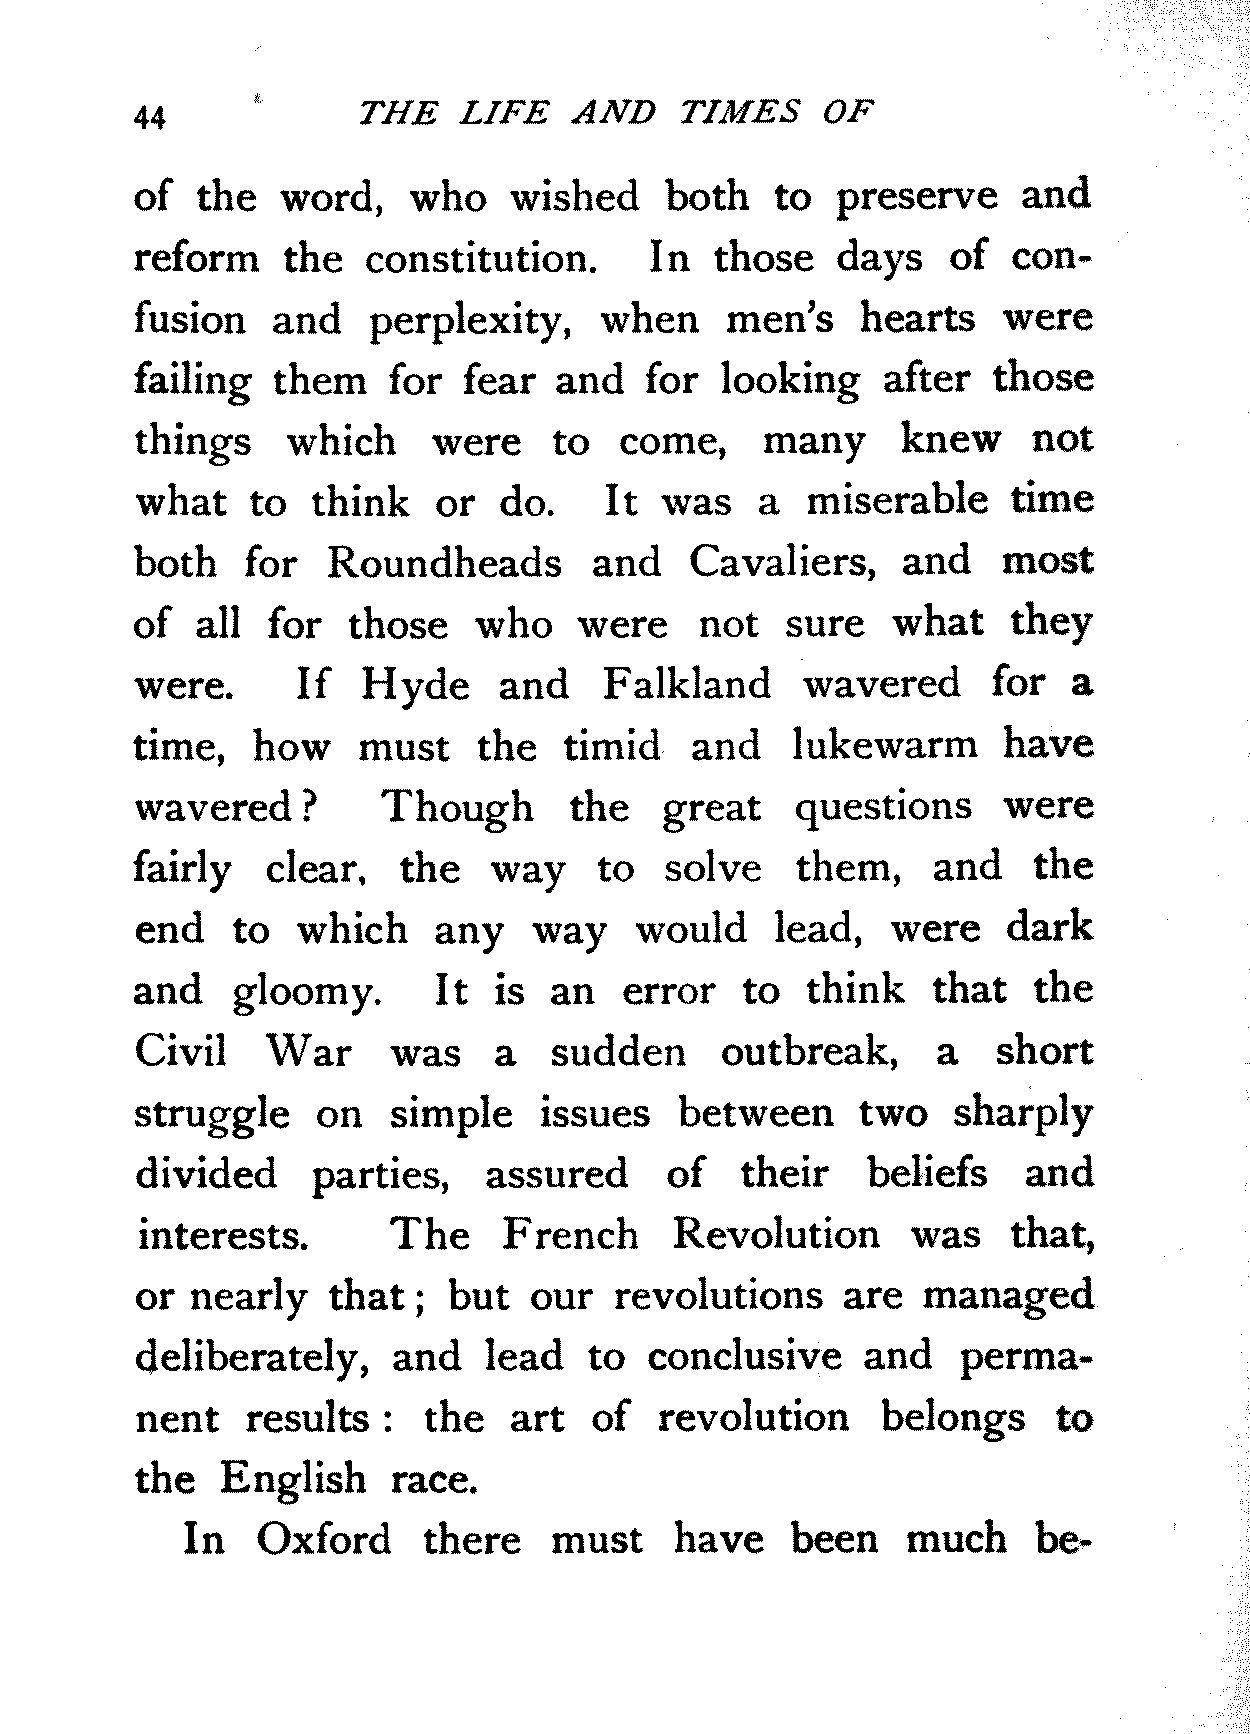 44 THE LIFE AND TIMES OF
of the word, who wished both to preserve and
reform the constitution. In those days of con-
fusion and perplexity, when men's hearts were
failing them for fear and for looking after those
things which were to come, many knew not
what to think or do. It was a miserable time
both for Roundheads and Cavaliers, and most
of all for those who were not sure what they
were. If Hyde and Falkland wavered for a
time, how must the timid and lukewarm have
wavered? Though the great questions were
fairly clear, the way to solve them, and the
end to which any way would lead, were dark
and gloomy. It is an error to think that the
Civil War was a sudden outbreak, a short
struggle on simple issues between two sharply
divided parties, assured of their beliefs and
interests. The French Revolution was that,
or nearly that; but our revolutions are managed
deliberately, and lead to conclusive and perma-
nent results: the art of revolution belongs to
the English race.
In Oxford there must have been much be-